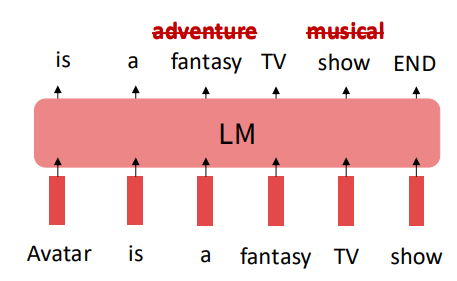 adventure musical
is a fantasy TV show END
LM
Avatar is a fantasy TV show